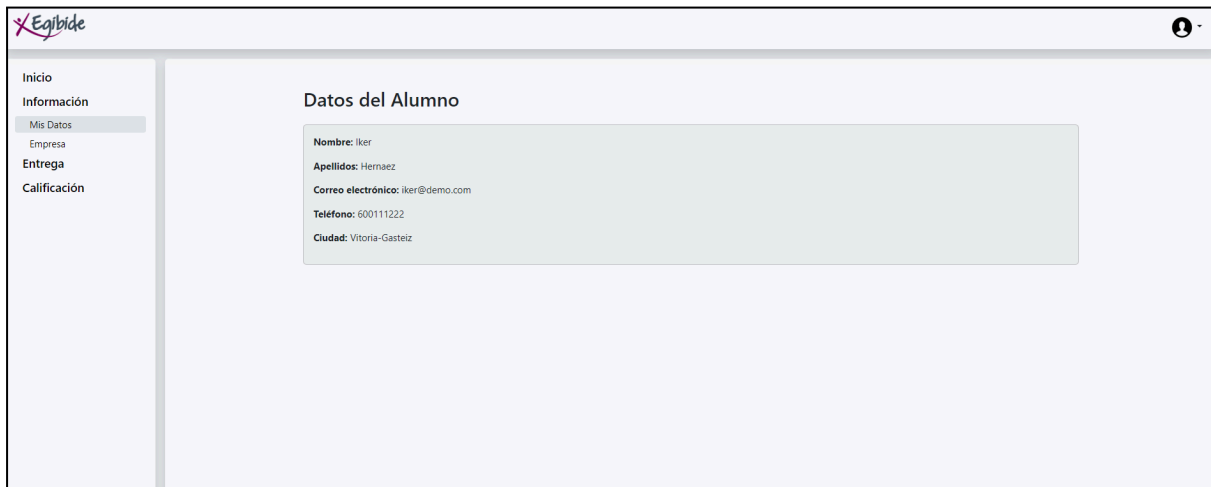 Egibide
Inicio
Información
Mis Datos
Empresa
Entrega
Calificación
Datos del Alumno
Nombre: Iker
Apellidos: Hernaez
Correo electrónico: iker@demo.com
Teléfono: 600111222
Ciudad: Vitoria-Gasteiz